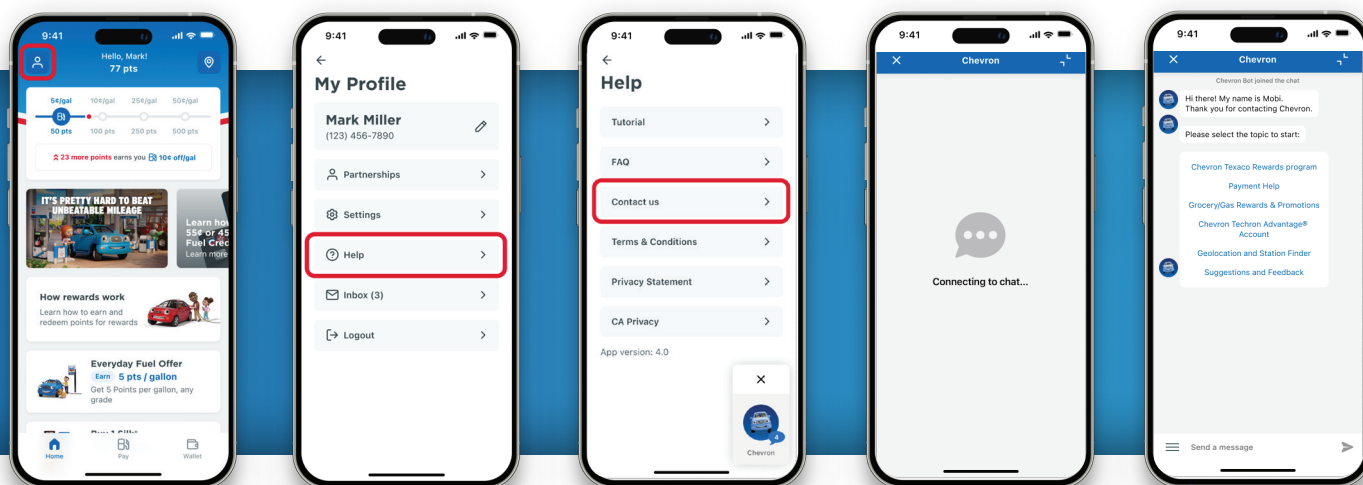 9:41
Hello, Mark!
77 pts
5¢/gal 10¢/gal 25¢/gal 50¢/gal
50 pts 100 pts 250 pts 500 pts
23 more points earns you 10¢ off/gal
IT'S PRETTY HARD TO BEAT
UNBEATABLE MILEAGE
Learn how
55¢ or 45
Fuel Cred
Learn more
How rewards work
Learn how to earn and
redeem points for rewards
Everyday Fuel Offer
Earn 5 pts / gallon
Get 5 Points per gallon, any
grade
Home Pay Wallet
9:41
My Profile
Mark Miller
(123) 456-7890
Partnerships
Settings
Help
Inbox (3)
Logout
9:41
Help
Tutorial
FAQ
Contact us
Terms & Conditions
Privacy Statement
CA Privacy
App version: 4.0
4
Chevron
9:41
Chevron
Connecting to chat...
9:41
Chevron
Chevron Bot joined the chat
Hi there! My name is Mobi.
Thank you for contacting Chevron.
Please select the topic to start:
Chevron Texaco Rewards program
Payment Help
Grocery/Gas Rewards & Promotions
Chevron Techron Advantage®
Account
Geolocation and Station Finder
Suggestions and Feedback
Send a message